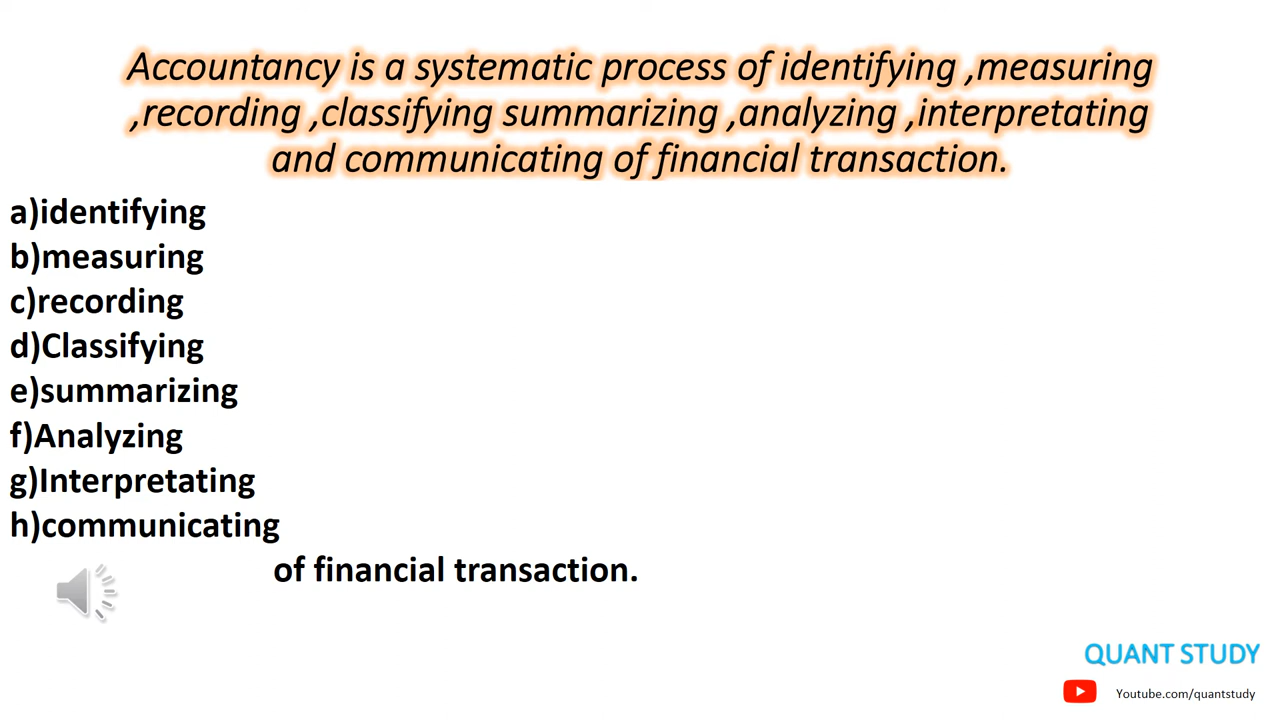 Accountancy is a systematic process of identifying ,measuring
,recording ,classifying summarizing ,analyzing ,interpretating
and communicating of financial transaction.
a)identifying
b)measuring
c)recording
d)Classifying
e)summarizing
f)Analyzing
g)Interpretating
h)communicating
of financial transaction.
QUANT STUDY
Youtube.com/quantstudy